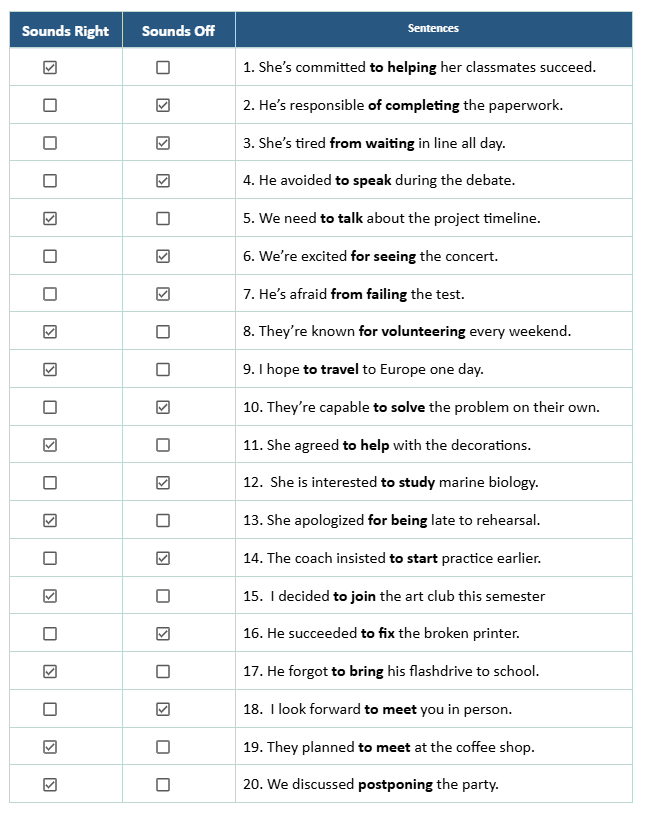 Sounds Right Sounds Off Sentences
1. She's committed to helping her classmates succeed.
2. He's responsible of completing the paperwork.
3. She's tired from waiting in line all day.
4. He avoided to speak during the debate.
5. We need to talk about the project timeline.
6. We're excited for seeing the concert.
7. He's afraid from failing the test.
8. They're known for volunteering every weekend.
9. I hope to travel to Europe one day.
10. They're capable to solve the problem on their own.
11. She agreed to help with the decorations.
12. She is interested to study marine biology.
13. She apologized for being late to rehearsal.
14. The coach insisted to start practice earlier.
15. I decided to join the art club this semester
16. He succeeded to fix the broken printer.
17. He forgot to bring his flashdrive to school.
18. I look forward to meet you in person.
19. They planned to meet at the coffee shop.
20. We discussed postponing the party.